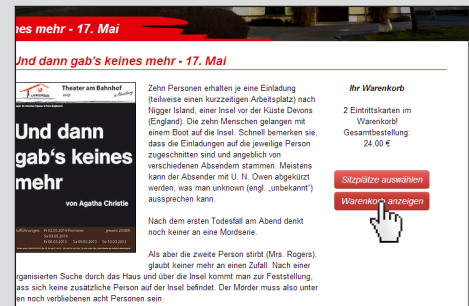 nes mehr - 17. Mai
Und dann gab's keines mehr - 17. Mai
Theater am Bahnhof
Und dann
gab's keines
mehr
von Agatha Christie
Zehn Personen erhalten je eine Einladung
(teilweise einen kurzzeitigen Arbeitsplatz) nach
Nigger Island, einer Insel vor der Küste Devons
(England). Die zehn Menschen gelangen mit
einem Boot auf die Insel. Schnell bemerken sie,
dass die Einladungen auf die jeweilige Person
zugeschnitten sind und angeblich von
verschiedenen Absendern stammen. Meistens
kann der Absender mit U. N. Owen abgekürzt
werden, was man unknown (engl. „unbekannt")
aussprechen kann.
Nach dem ersten Todesfall am Abend denkt
noch keiner an eine Mordserie.
Als aber die zweite Person stirbt (Mrs. Rogers),
glaubt keiner mehr an einen Zufall. Nach einer
rganisierten Suche durch das Haus und über die Insel kommt man zur Feststellung,
ass sich keine zusätzliche Person auf der Insel befindet. Der Mörder muss also unter
en noch verbliebenen acht Personen sein.
Ihr Warenkorb
2 Eintrittskarten im
Warenkorb!
Gesamtbestellung:
24,00 €
Sitzplätze auswählen
Warenkorb anzeigen